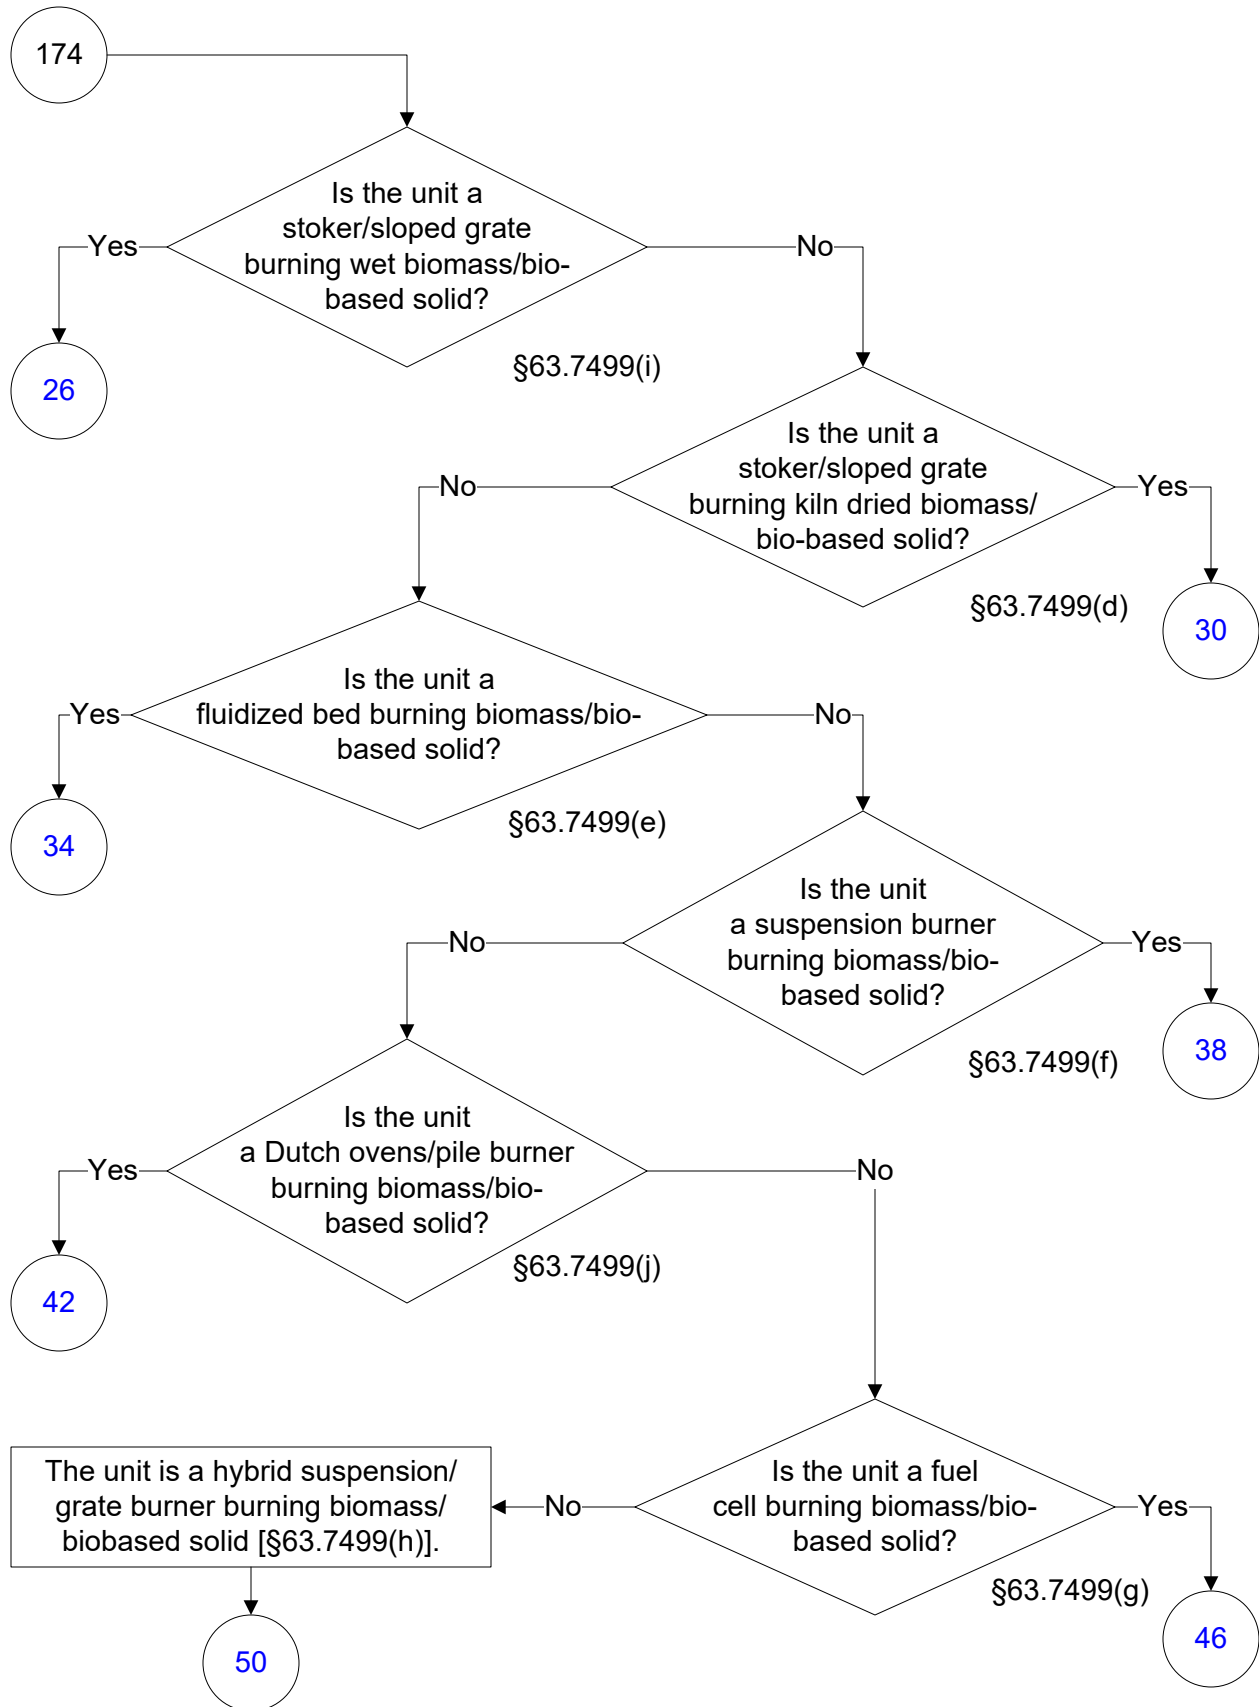 174
Is the unit a
stoker/sloped grate
burning wet biomass/bio-
based solid?
Yes
No
§63.7499(i)
26
Is the unit a
stoker/sloped grate
burning kiln dried biomass/
bio-based solid?
No
Yes
§63.7499(d)
30
Is the unit a
fluidized bed burning biomass/bio-
based solid?
Yes
No
§63.7499(e)
34
Is the unit
a suspension burner
burning biomass/bio-
based solid?
No
Yes
§63.7499(f)
38
Is the unit
a Dutch ovens/pile burner
burning biomass/bio-
based solid?
Yes
No
§63.7499(j)
42
Is the unit a fuel
cell burning biomass/bio-
based solid?
No
Yes
§63.7499(g)
46
The unit is a hybrid suspension/
grate burner burning biomass/
biobased solid [§63.7499(h)].
50